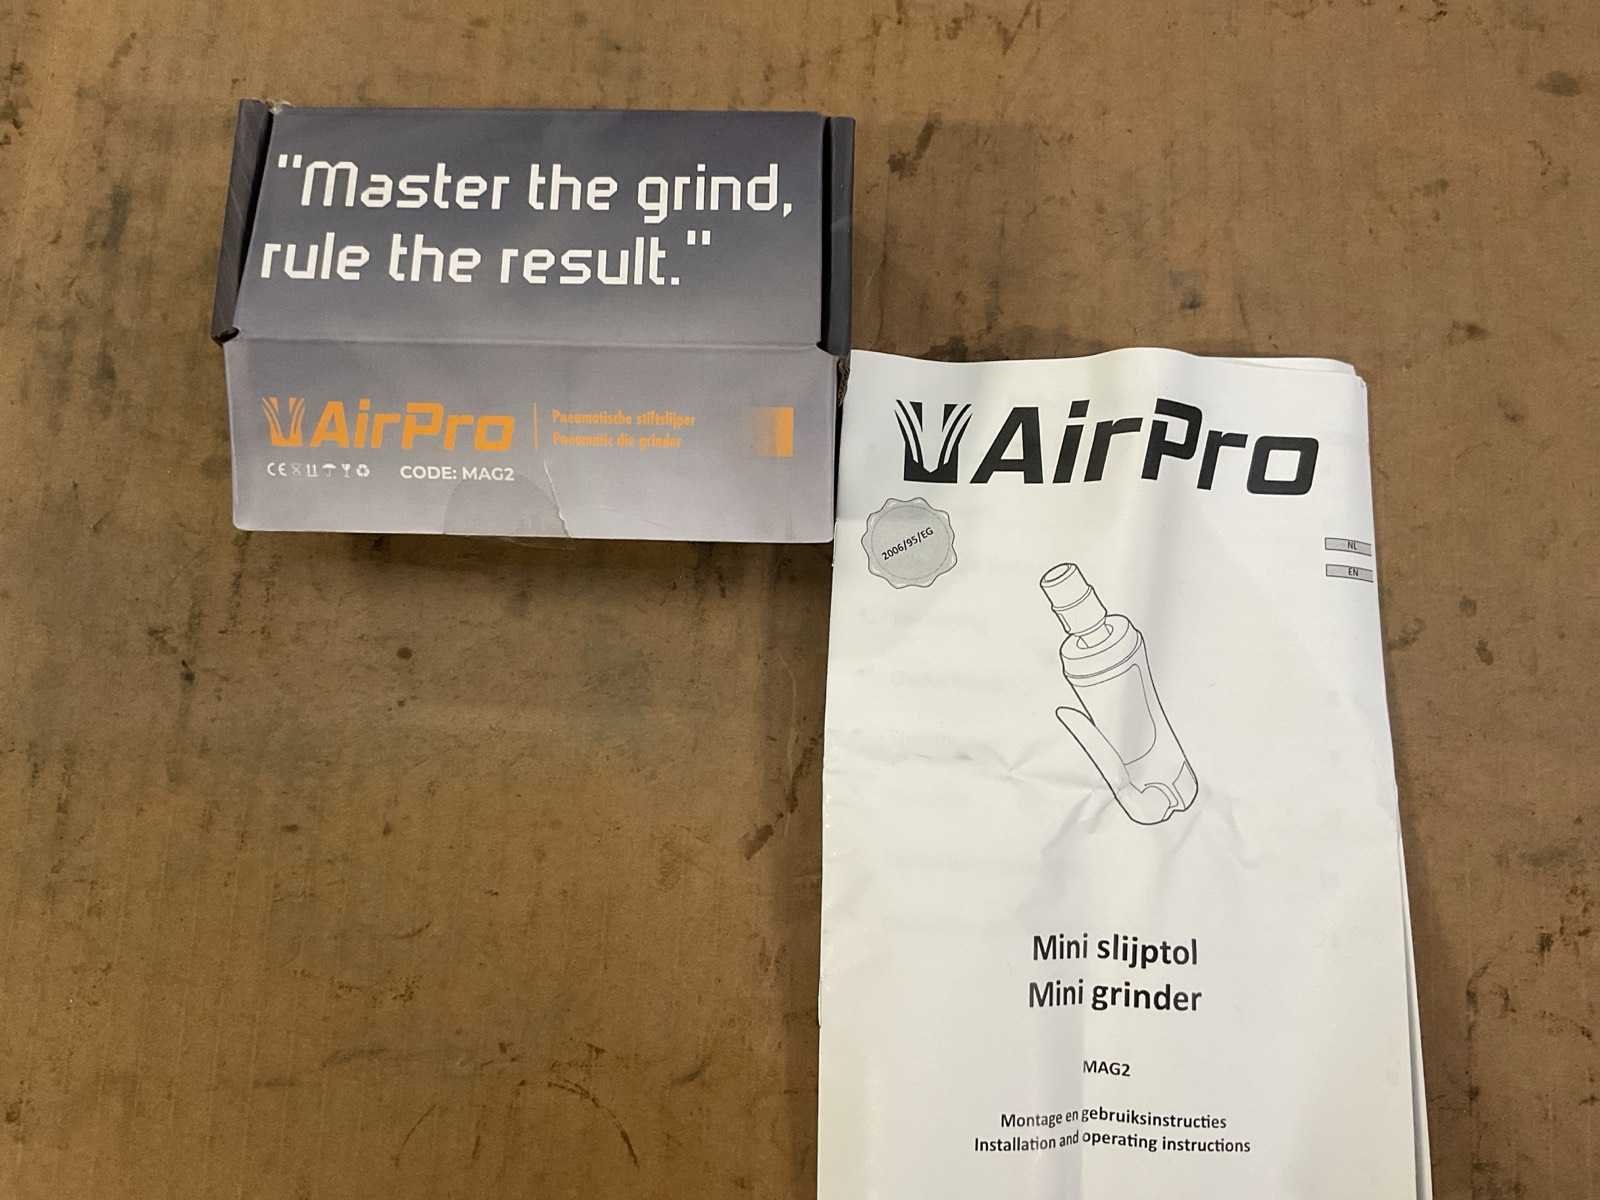 "Master the grind,
rule the result."
AirPro
Pneumatische stiftslijper
Pneumatic die grinder
CE
CODE: MAG2
AirPro
2006/95/EG
NL
EN
Mini slijptol
Mini grinder
MAG2
Montage en gebruiksinstructies
Installation and operating instructions